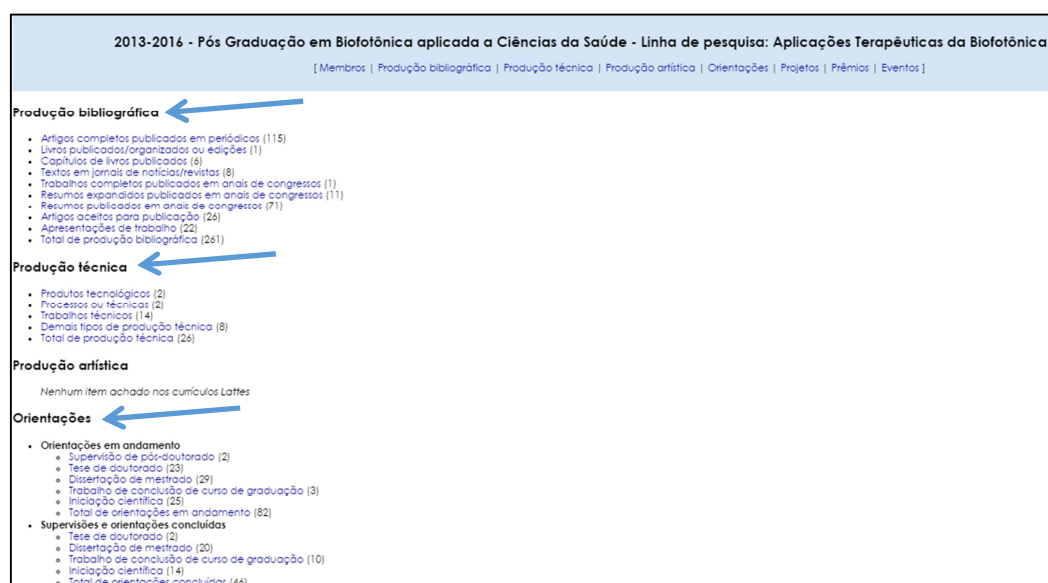 2013-2016 - Pós Graduação em Biofotônica aplicada a Ciências da Saúde - Linha de pesquisa: Aplicações Terapêuticas da Biofotônica
[ Membros | Produção bibliográfica | Produção técnica | Produção artística | Orientações | Projetos | Prêmios | Eventos ]
Produção bibliográfica
Artigos completos publicados em periódicos (115)
Livros publicados/organizados ou edições (1)
Capítulos de livros publicados (6)
Textos em jornais de notícias/revistas (8)
Trabalhos completos publicados em anais de congressos (1)
Resumos expandidos publicados em anais de congressos (11)
Resumos publicados em anais de congressos (71)
Artigos aceitos para publicação (26)
Apresentações de trabalho (22)
Total de produção bibliográfica (261)
Produção técnica
Produtos tecnológicos (2)
Processos ou técnicas (2)
Trabalhos técnicos (14)
Demais tipos de produção técnica (8)
Total de produção técnica (26)
Produção artística
Nenhum item achado nos currículos Lattes
Orientações
Orientações em andamento
Supervisão de pós-doutorado (2)
Tese de doutorado (23)
Dissertação de mestrado (29)
Trabalho de conclusão de curso de graduação (3)
Iniciação científica (25)
Total de orientações em andamento (82)
Supervisões e orientações concluídas
Tese de doutorado (2)
Dissertação de mestrado (20)
Trabalho de conclusão de curso de graduação (10)
Iniciação científica (14)
Total de orientações concluídas (46)